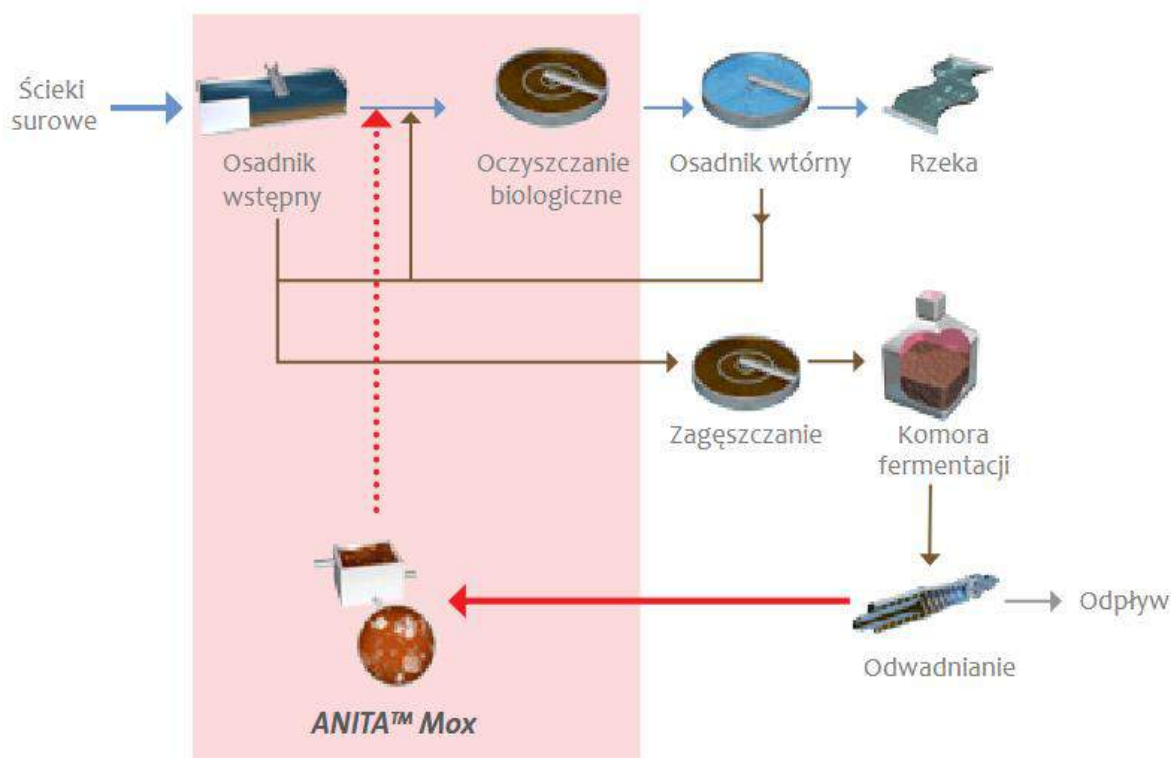 Ścieki
surowe
Osadnik
wstępny
Oczyszczanie
biologiczne
Osadnik wtórny
Rzeka
Zagęszczanie
Komora
fermentacji
Odpływ
Odwadnianie
ANITA™ Mox